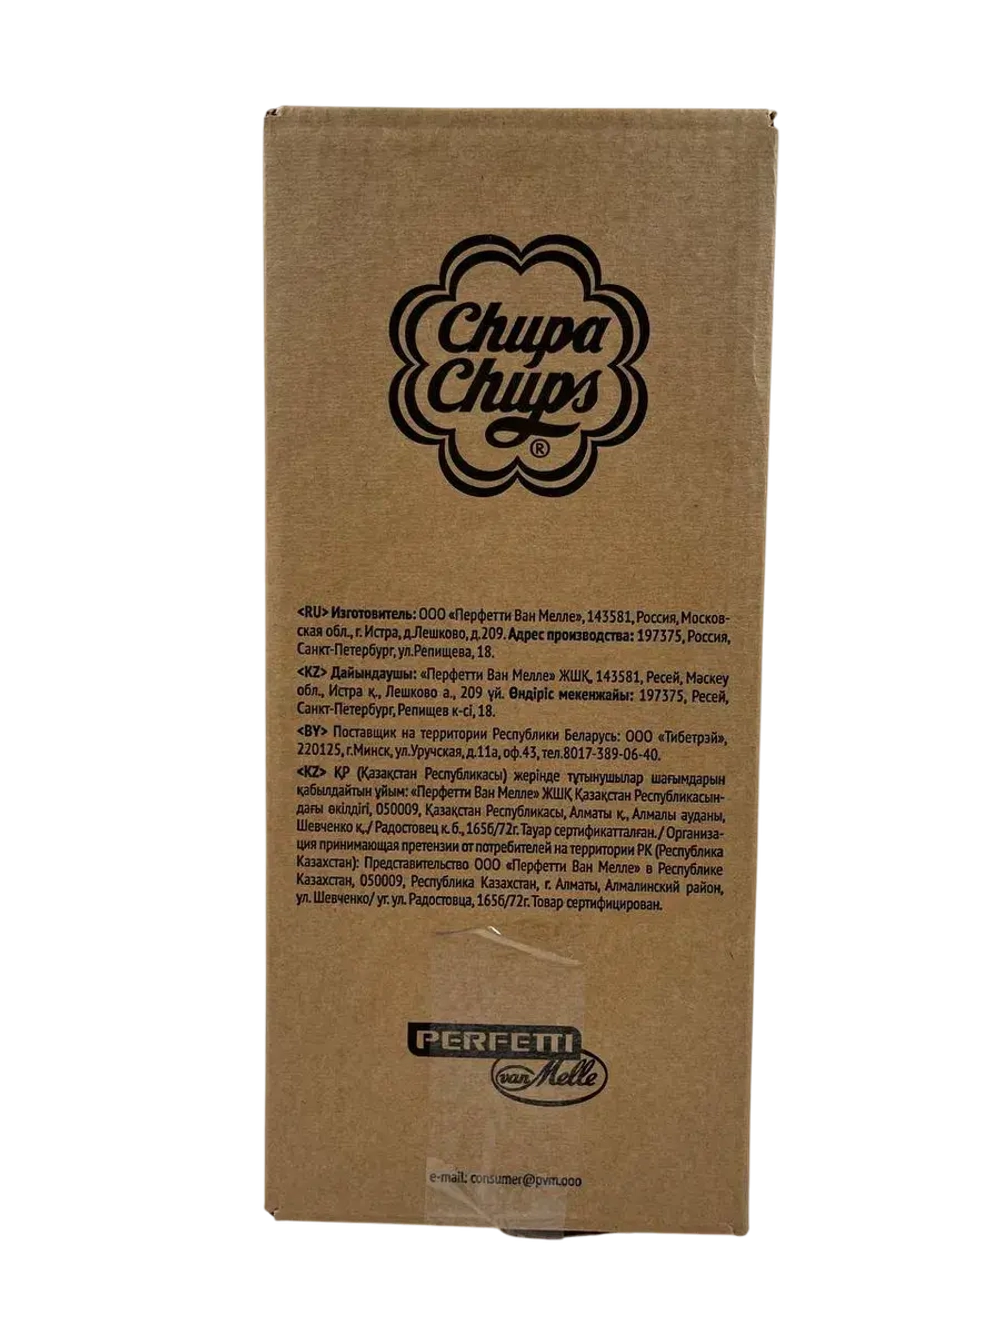 Chupa
Chups
®
<RU> Изготовитель: ООО «Перфетти Ван Мелле», 143581, Россия, Москов-
ская обл., г. Истра, д.Лешково, д.209. Адрес производства: 197375, Россия,
Санкт-Петербург, ул.Репищева, 18.
<KZ> Дайындаушы: «Перфетти Ван Мелле» ЖШҚ, 143581, Ресей, Мәскеу
обл., Истра қ., Лешково а., 209 үй. Өндіріс мекенжайы: 197375, Ресей,
Санкт-Петербург, Репищев к-сі, 18.
<BY> Поставщик на территории Республики Беларусь: ООО «Тибетрэй»,
220125, г.Минск, ул.Уручская, д.11а, оф.43, тел.8017-389-06-40.
<KZ> ҚР (Қазақстан Республикасы) жерінде тұтынушылар шағымдарын
қабылдайтын ұйым: «Перфетти Ван Мелле» ЖШҚ Қазақстан Республикасын-
дағы өкілдігі, 050009, Қазақстан Республикасы, Алматы қ., Алмалы ауданы,
Шевченко қ./ Радостовец к. б., 165б/72г. Тауар сертификатталған. / Организа-
ция принимающая претензии от потребителей на территории РК (Республика
Казахстан): Представительство ООО «Перфетти Ван Мелле» в Республике
Казахстан, 050009, Республика Казахстан, г. Алматы, Алмалинский район,
ул. Шевченко/ уг. ул. Радостовца, 165б/72г. Товар сертифицирован.
PERFETTI
van Melle
e-mail: consumer@pvm.ooo